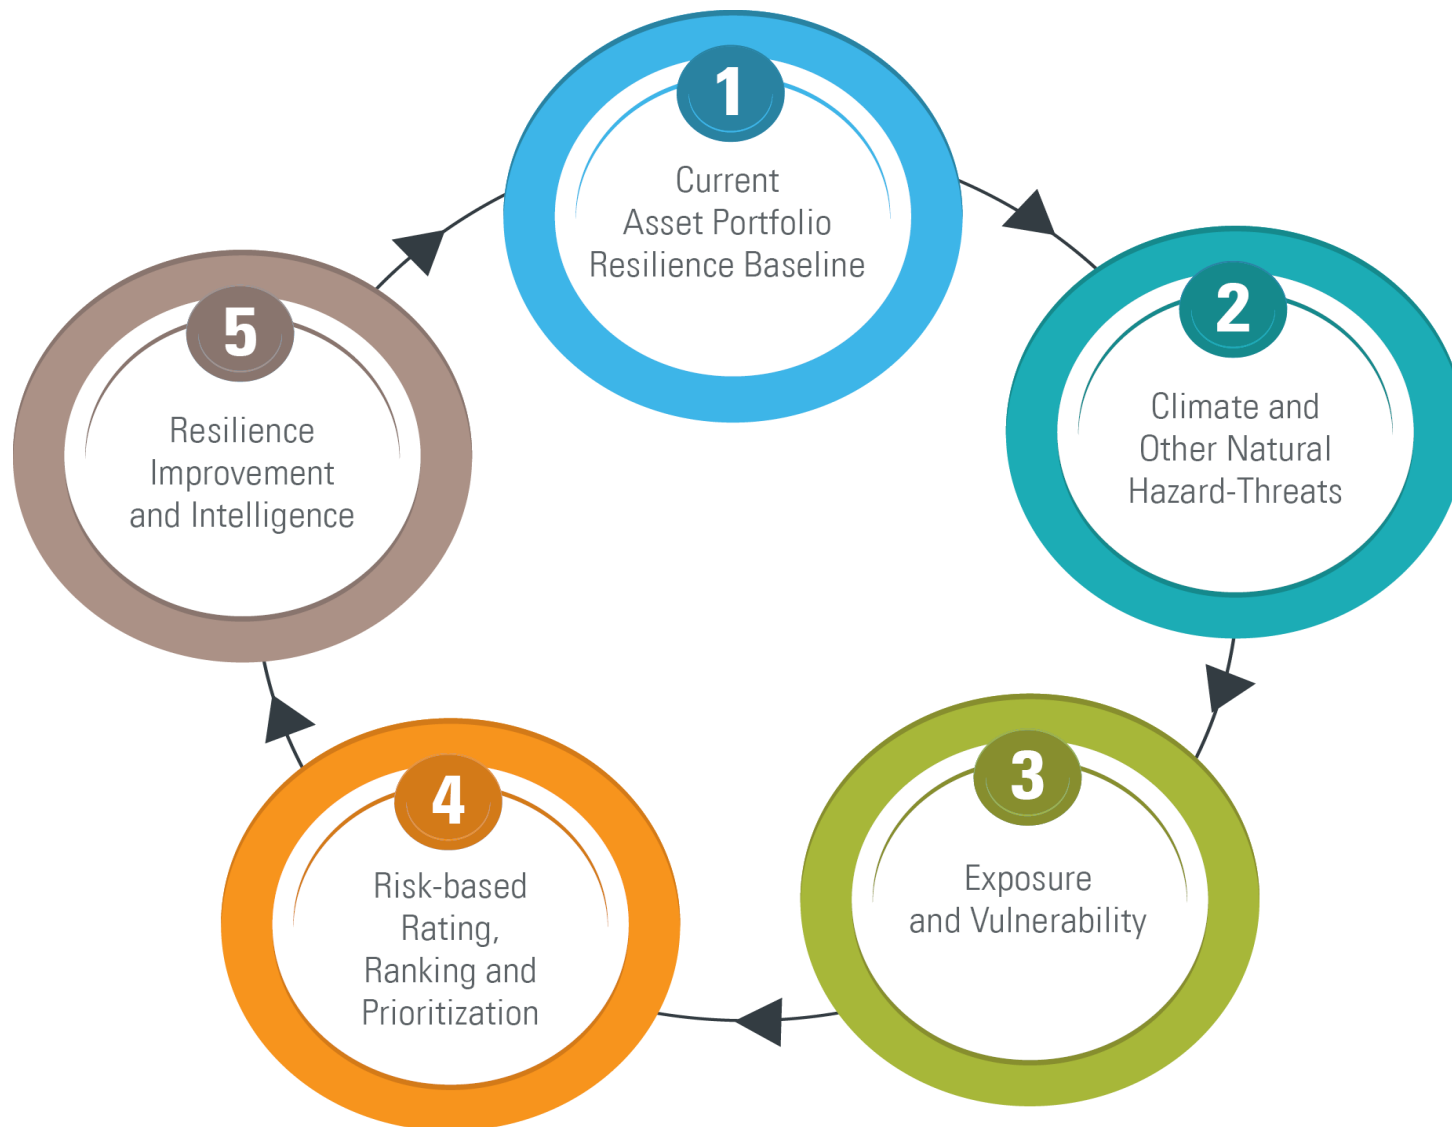 1
Current
Asset Portfolio
Resilience Baseline
2
Climate and
Other Natural
Hazard-Threats
3
Exposure
and Vulnerability
4
Risk-based
Rating,
Ranking and
Prioritization
5
Resilience
Improvement
and Intelligence